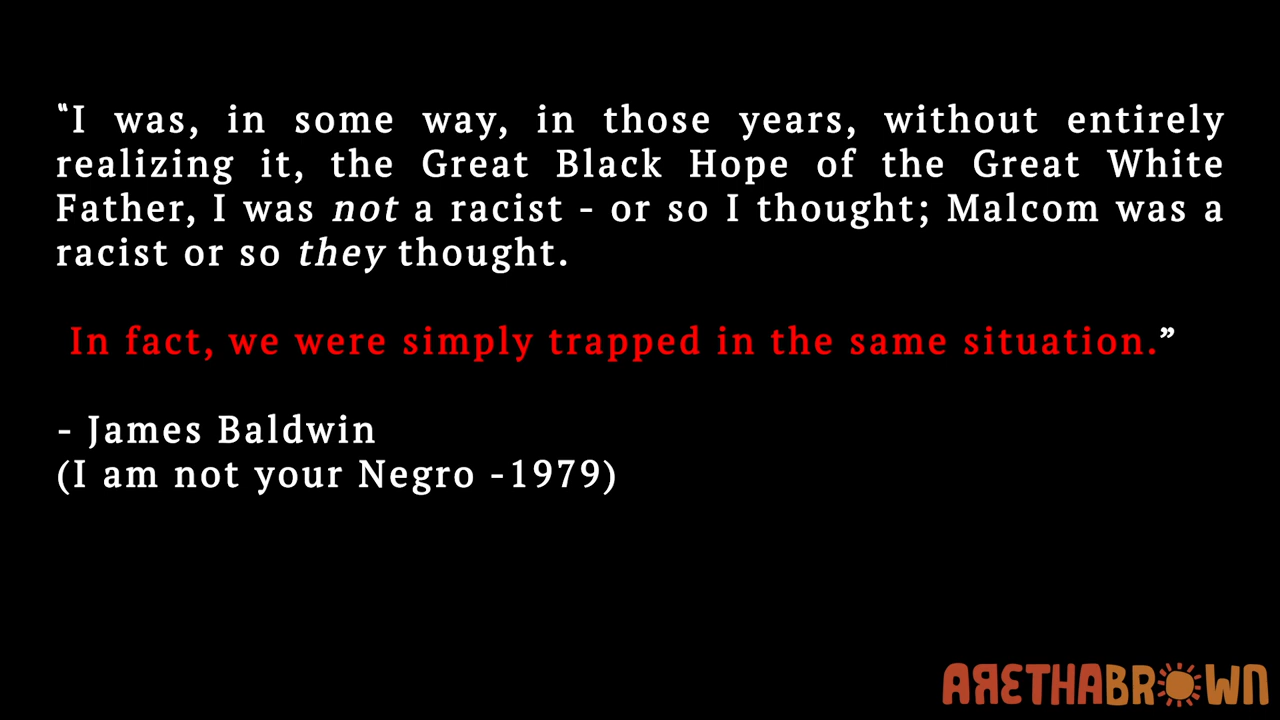 “I was, in some way, in those years, without entirely
realizing it, the Great Black Hope of the Great White
Father, I was not a racist - or so I thought; Malcom was a
racist or so they thought.
In fact, we were simply trapped in the same situation.”
- James Baldwin
(I am not your Negro -1979)
ARETHABROWN